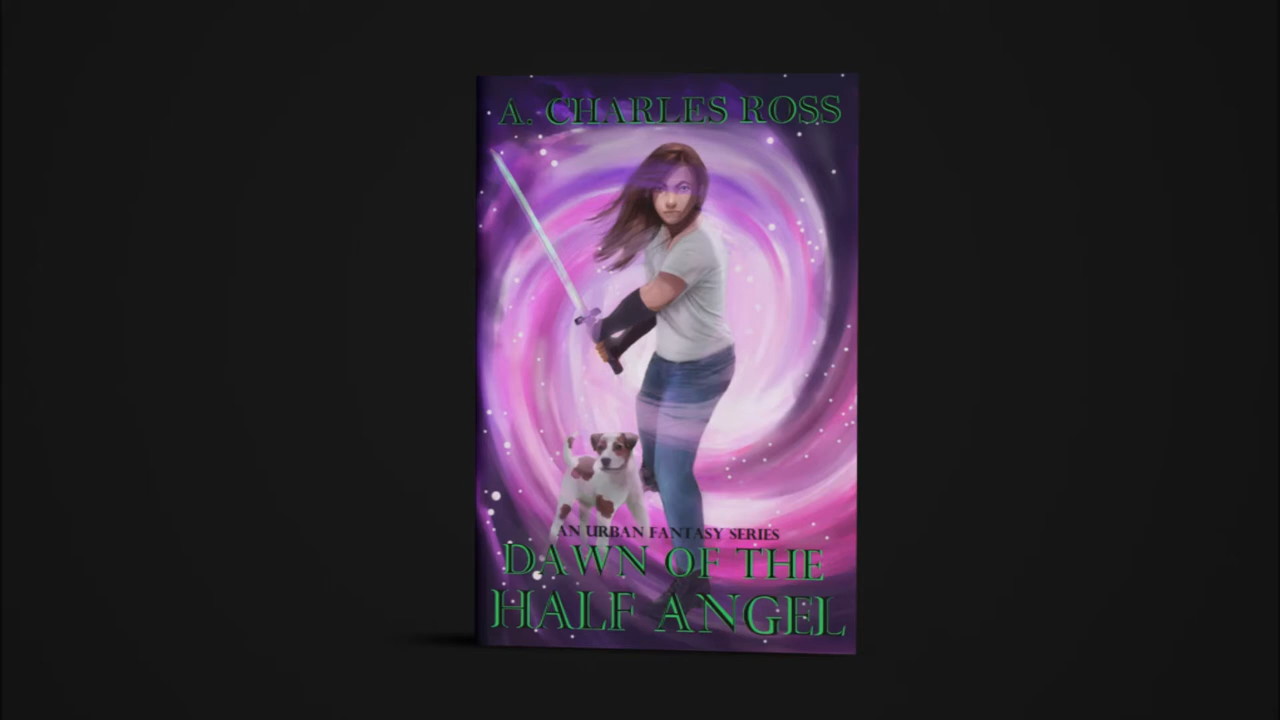 A. CHARLES ROSS
AN URBAN FANTASY SERIES
DAWN OF THE
HALF ANGEL